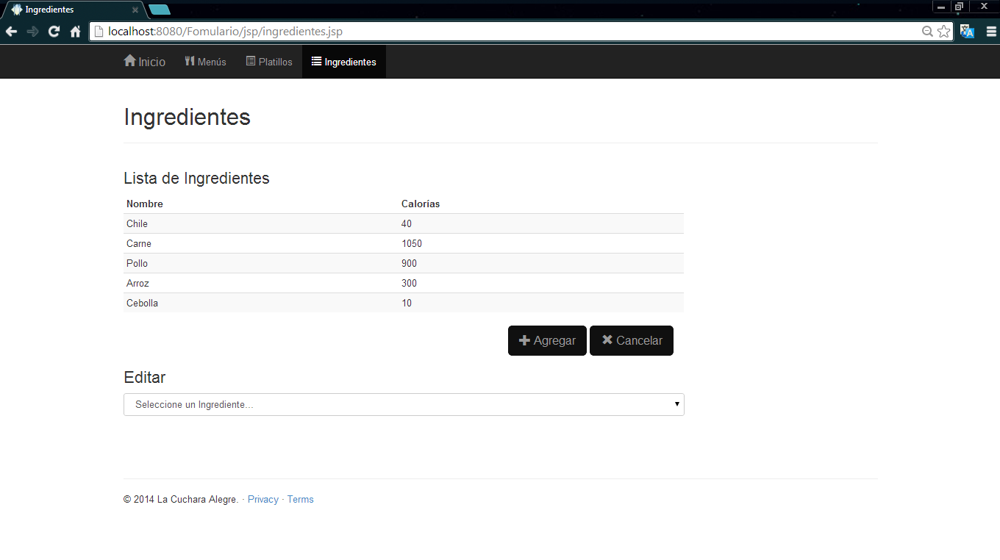 Ingredientes
localhost:8080/Fomulario/jsp/ingredientes.jsp
Inicio Menús Platillos Ingredientes
Ingredientes
Lista de Ingredientes
Nombre Calorías
Chile 40
Carne 1050
Pollo 900
Arroz 300
Cebolla 10
Agregar Cancelar
Editar
Seleccione un Ingrediente...
© 2014 La Cuchara Alegre. · Privacy · Terms